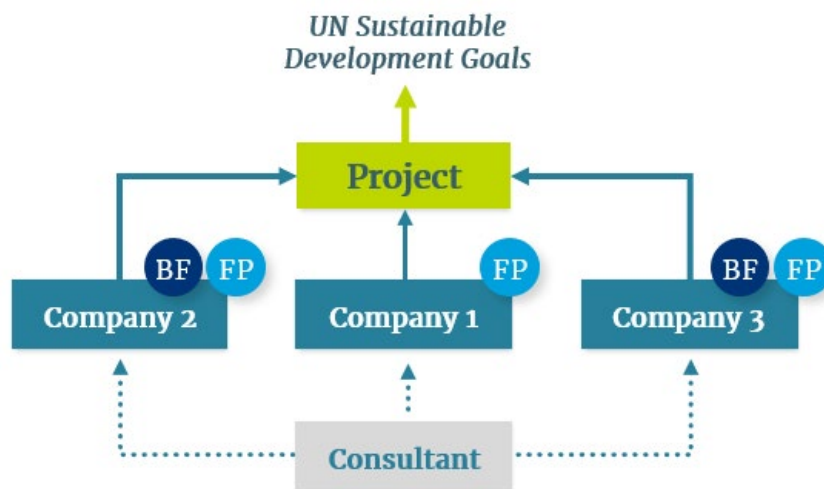 UN Sustainable
Development Goals
Project
BF FP
FP
BF FP
Company 2
Company 1
Company 3
Consultant